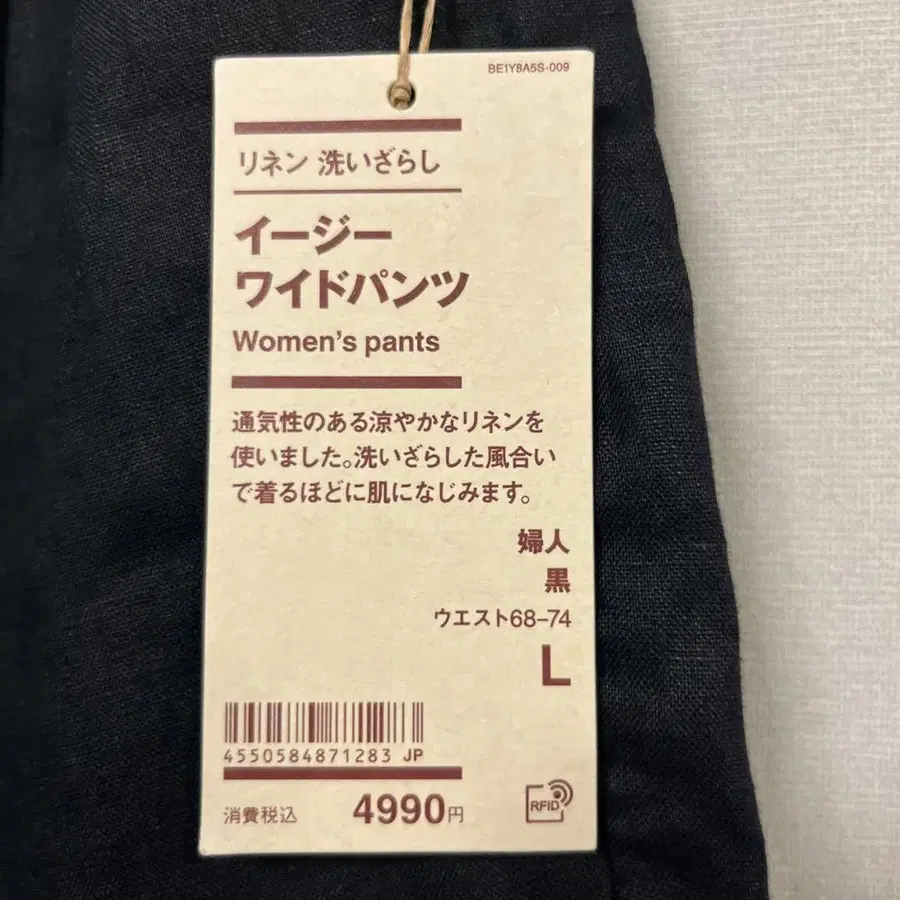 BE1Y8A5S-009
リネン 洗いざらし
イージー
ワイドパンツ
Women's pants
通気性のある涼やかなリネンを
使いました。洗いざらした風合い
で着るほどに肌になじみます。
婦人
黒
ウエスト68-74
L
4550584871283 JP
消費税込 4990円
RFID